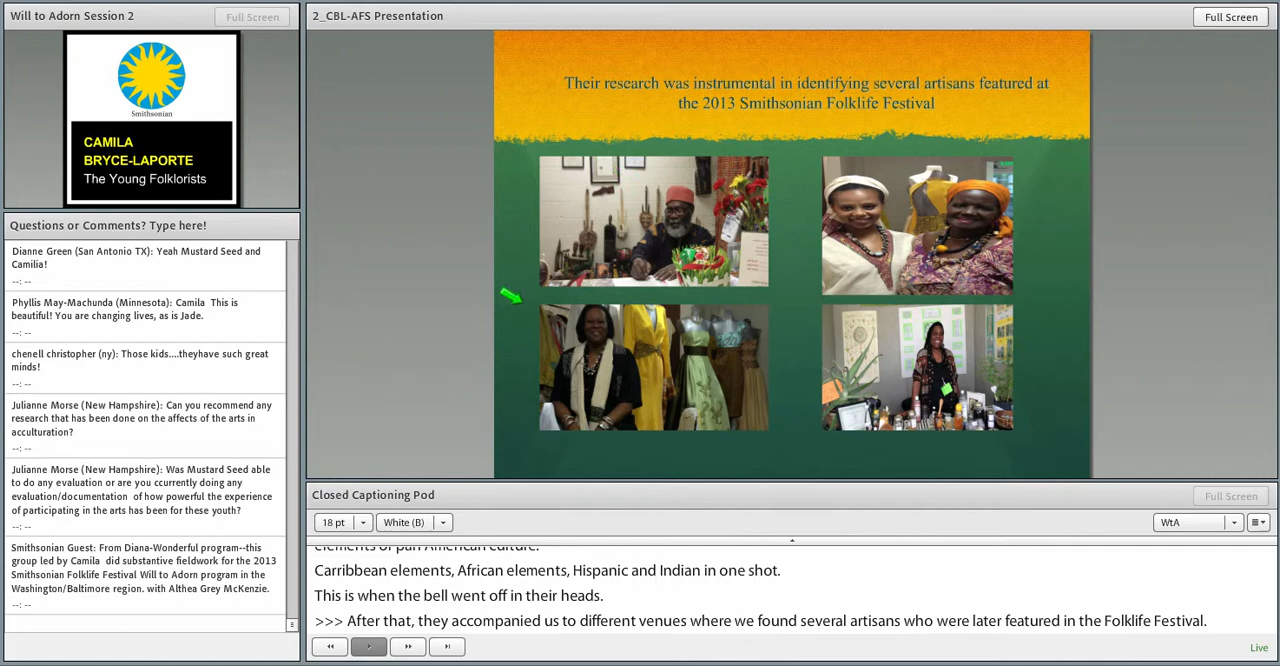 Will to Adorn Session 2
Full Screen
Smithsonian
CAMILA
BRYCE-LAPORTE
The Young Folklorists
Questions or Comments? Type here!
Dianne Green (San Antonio TX): Yeah Mustard Seed and
Camilia!
--: --
Phyllis May-Machunda (Minnesota): Camila  This is
beautiful! You are changing lives, as is Jade.
--: --
chenell christopher (ny): Those kids....theyhave such great
minds!
--: --
Julianne Morse (New Hampshire): Can you recommend any
research that has been done on the affects of the arts in
acculturation?
--: --
Julianne Morse (New Hampshire): Was Mustard Seed able
to do any evaluation or are you ccurrently doing any
evaluation/documentation  of how powerful the experience
of participating in the arts has been for these youth?
--: --
Smithsonian Guest: From Diana-Wonderful program--this
group led by Camila  did substantive fieldwork for the 2013
Smithsonian Folklife Festival Will to Adorn program in the
Washington/Baltimore region. with Althea Grey McKenzie.
--: --
2_CBL-AFS Presentation
Full Screen
Their research was instrumental in identifying several artisans featured at
the 2013 Smithsonian Folklife Festival
Closed Captioning Pod
Full Screen
18 pt
White (B)
WtA
elements of pan American culture.
Carribbean elements, African elements, Hispanic and Indian in one shot.
This is when the bell went off in their heads.
>>> After that, they accompanied us to different venues where we found several artisans who were later featured in the Folklife Festival.
Live